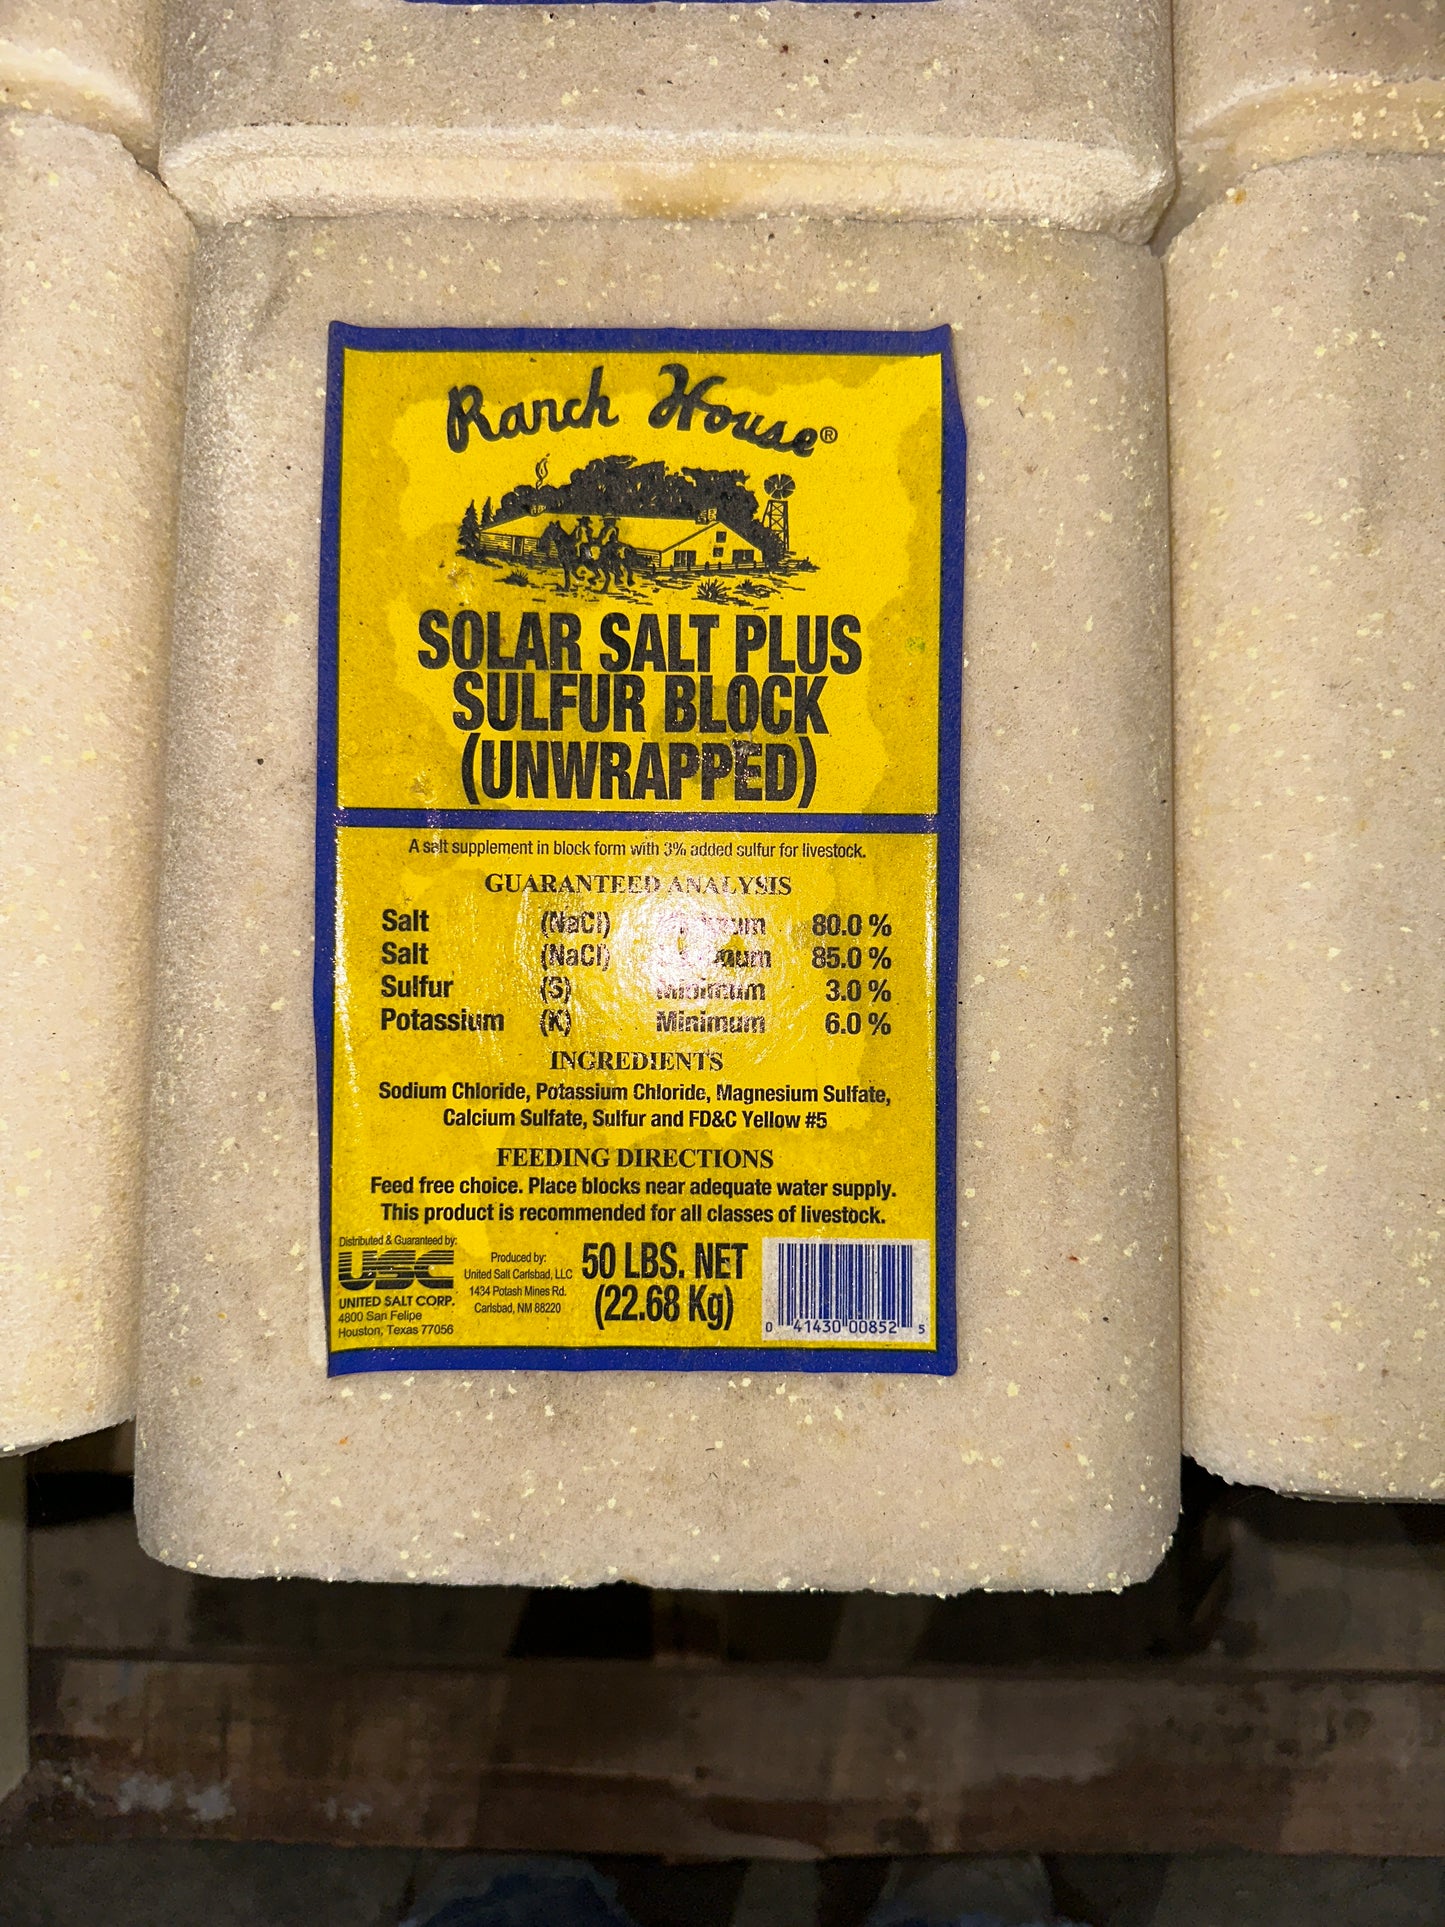 Ranch House®
SOLAR SALT PLUS
SULFUR BLOCK
(UNWRAPPED)
A salt supplement in block form with 3% added sulfur for livestock.
GUARANTEED ANALYSIS
Salt (NaCl) 80.0 %
Salt (NaCl) 85.0 %
Sulfur (S) Minimum 3.0 %
Potassium (K) Minimum 6.0 %
INGREDIENTS
Sodium Chloride, Potassium Chloride, Magnesium Sulfate,
Calcium Sulfate, Sulfur and FD&C Yellow #5
FEEDING DIRECTIONS
Feed free choice. Place blocks near adequate water supply.
This product is recommended for all classes of livestock.
Distributed & Guaranteed by:
USC
UNITED SALT CORP.
4800 San Felipe
Houston, Texas 77056
Produced by:
United Salt Carlsbad, LLC
1434 Potash Mines Rd.
Carlsbad, NM 88220
50 LBS. NET
(22.68 Kg)
0 41430 00852 5